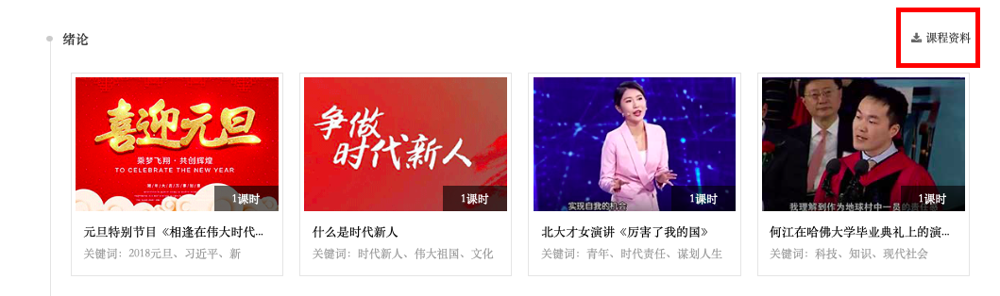 绪论
课程资料
喜迎元旦
乘梦飞翔·共创辉煌
TO CELEBRATE THE NEW YEAR
1课时
争做
时代新人
1课时
实现自我的机会
1课时
我理解到作为地球村中一员的责任
1课时
元旦特别节目《相逢在伟大时代...
关键词：2018元旦、习近平、新
什么是时代新人
关键词：时代新人、伟大祖国、文化
北大才女演讲《厉害了我的国》
关键词：青年、时代责任、谋划人生
何江在哈佛大学毕业典礼上的演...
关键词：科技、知识、现代社会